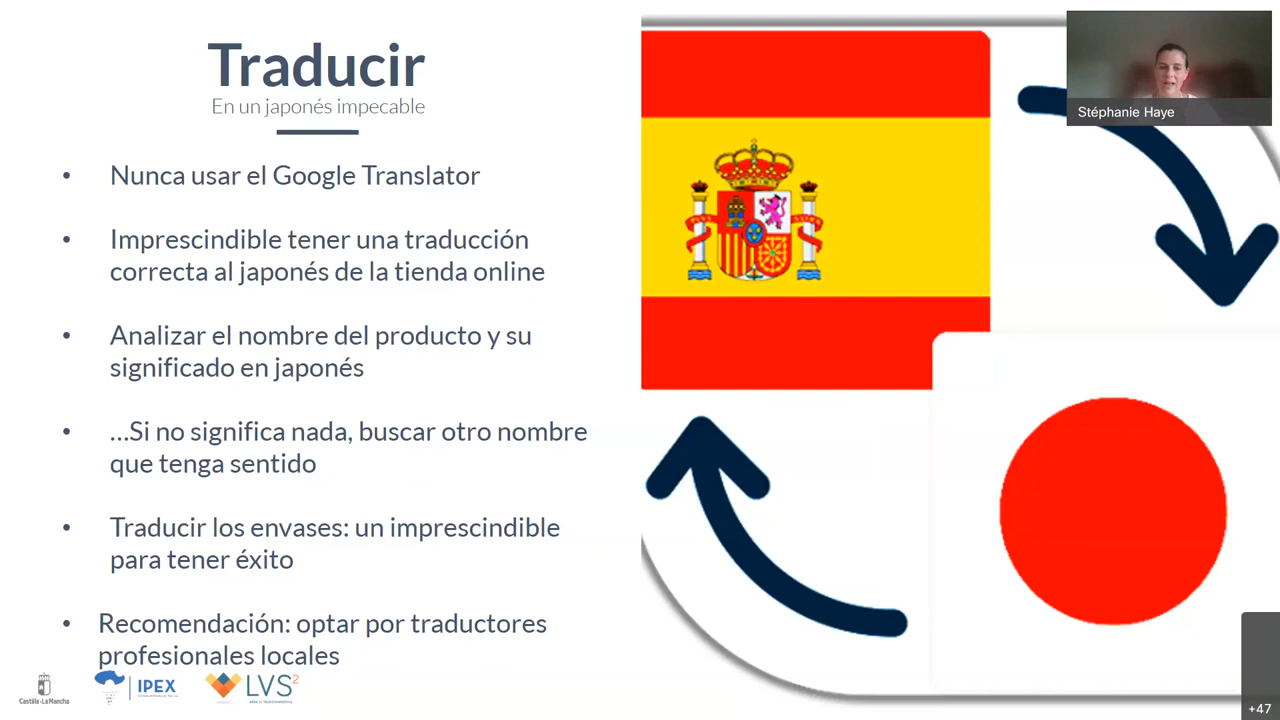 Traducir
En un japonés impecable
• Nunca usar el Google Translator
• Imprescindible tener una traducción
correcta al japonés de la tienda online
• Analizar el nombre del producto y su
significado en japonés
• …Si no significa nada, buscar otro nombre
que tenga sentido
• Traducir los envases: un imprescindible
para tener éxito
• Recomendación: optar por traductores
profesionales locales
Castilla-La Mancha
IPEX
LVS2
Stéphanie Haye
+47